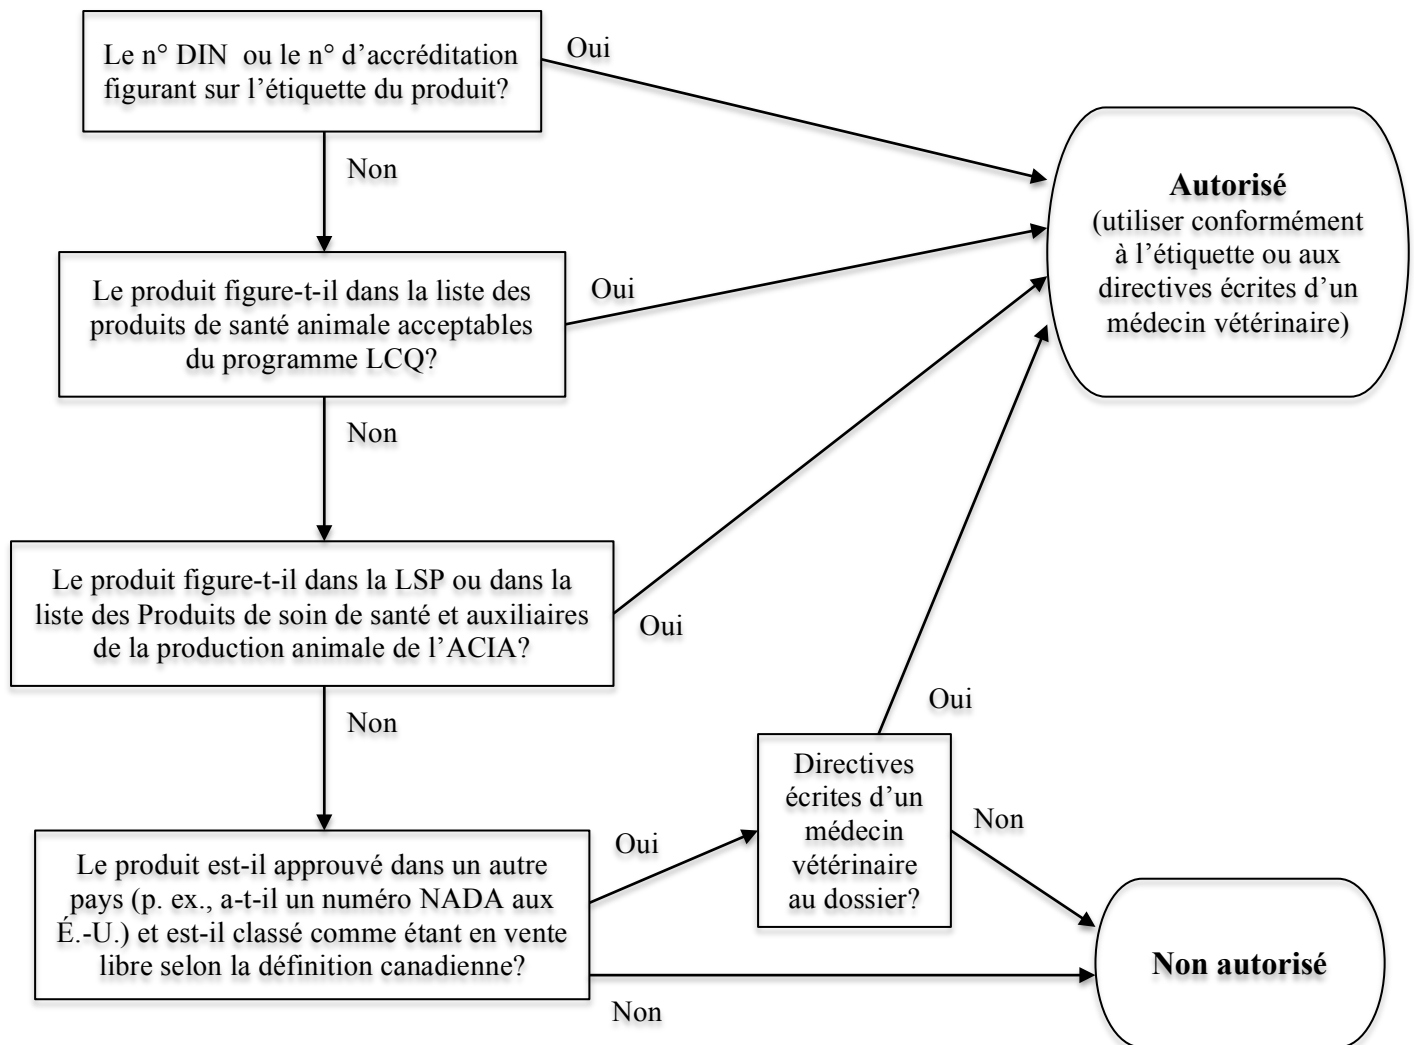 Le n° DIN  ou le n° d’accréditation
figurant sur l’étiquette du produit?
Oui
Non
Autorisé
(utiliser conformément
à l’étiquette ou aux
directives écrites d’un
médecin vétérinaire)
Le produit figure-t-il dans la liste des
produits de santé animale acceptables
du programme LCQ?
Oui
Non
Le produit figure-t-il dans la LSP ou dans la
liste des Produits de soin de santé et auxiliaires
de la production animale de l’ACIA?
Oui
Non
Le produit est-il approuvé dans un autre
pays (p. ex., a-t-il un numéro NADA aux
É.-U.) et est-il classé comme étant en vente
libre selon la définition canadienne?
Oui
Non
Directives
écrites d’un
médecin
vétérinaire
au dossier?
Oui
Non
Non autorisé